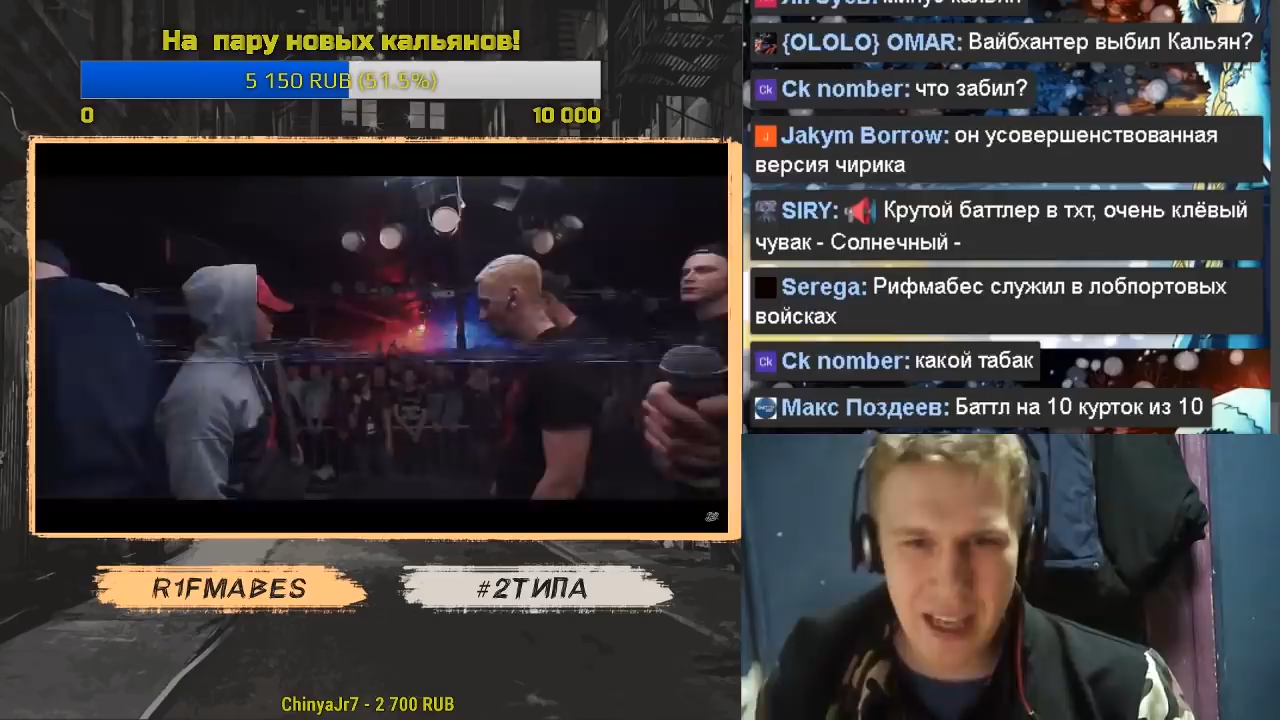 На пару новых кальянов!
5 150 RUB (51.5%)
0
10 000
R1FMABES
#2ТИПА
ChinyaJr7 - 2 700 RUB
{OLOLO} OMAR: Вайбхантер выбил Кальян?
Ck nomber: что забил?
Jakym Borrow: он усовершенствованная
версия чирика
SIRY: Крутой баттлер в тхт, очень клёвый
чувак - Солнечный -
Serega: Рифмабес служил в лобпортовых
войсках
Ck nomber: какой табак
Макс Поздеев: Баттл на 10 курток из 10